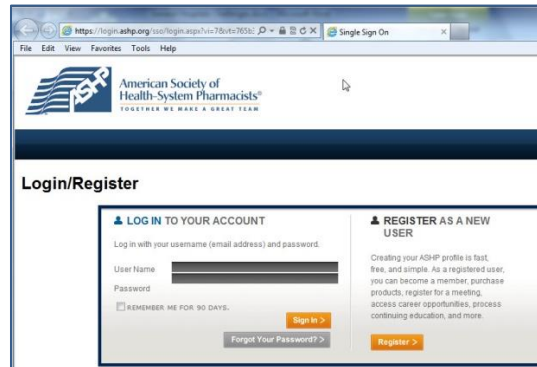 https://login.ashp.org/sso/login.aspx?vi=7&vt=765b
Single Sign On
File Edit View Favorites Tools Help
ASHP
American Society of
Health-System Pharmacists®
TOGETHER WE MAKE A GREAT TEAM
Login/Register
LOG IN TO YOUR ACCOUNT
Log in with your username (email address) and password.
User Name
Password
REMEMBER ME FOR 90 DAYS.
Sign In >
Forgot Your Password? >
REGISTER AS A NEW
USER
Creating your ASHP profile is fast,
free, and simple. As a registered user,
you can become a member, purchase
products, register for a meeting,
access career opportunities, process
continuing education, and more.
Register >